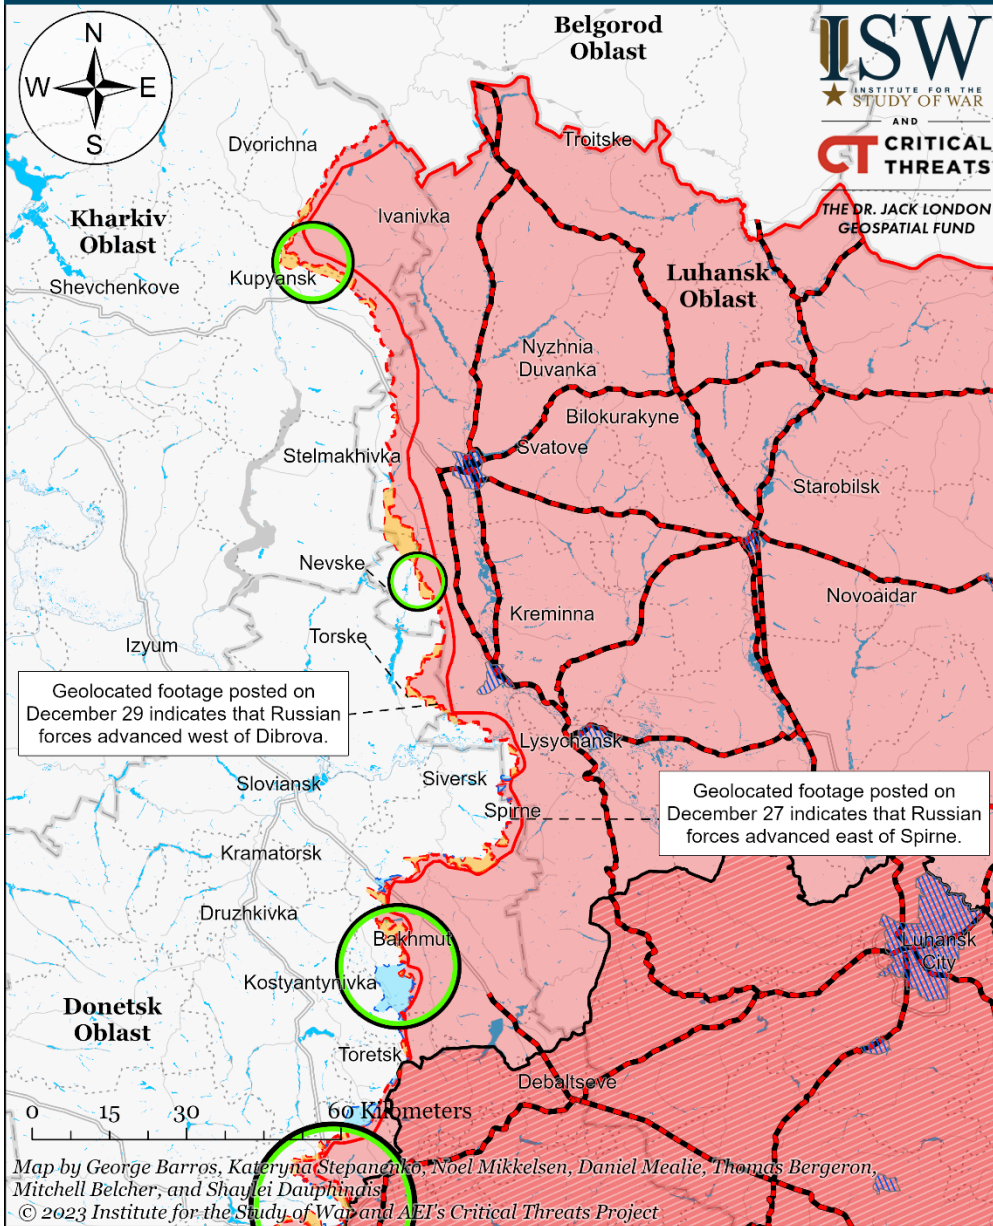 Belgorod
Oblast
ISW
INSTITUTE FOR THE
STUDY OF WAR
AND
CT CRITICAL
THREATS
THE DR. JACK LONDON
GEOSPATIAL FUND
N
W
E
S
Dvorichna
Troitske
Kharkiv
Oblast
Ivanivka
Shevchenkove
Kupyansk
Luhansk
Oblast
Nyzhnia
Duvanka
Bilokurakyne
Svatove
Stelmakhivka
Starobilsk
Nevske
Novoaidar
Kreminna
Torske
Izyum
Geolocated footage posted on
December 29 indicates that Russian
forces advanced west of Dibrova.
Lysychansk
Siversk
Sloviansk
Spirne
Geolocated footage posted on
December 27 indicates that Russian
forces advanced east of Spirne.
Kramatorsk
Druzhkivka
Bakhmut
Luhansk
City
Kostyantynivka
Donetsk
Oblast
Toretsk
Debaltseve
0 15 30 60 Kilometers
Map by George Barros, Kateryna Stepanenko, Noel Mikkelsen, Daniel Mealie, Thomas Bergeron,
Mitchell Belcher, and Shaylei Dauphinais
© 2023 Institute for the Study of War and AEI's Critical Threats Project